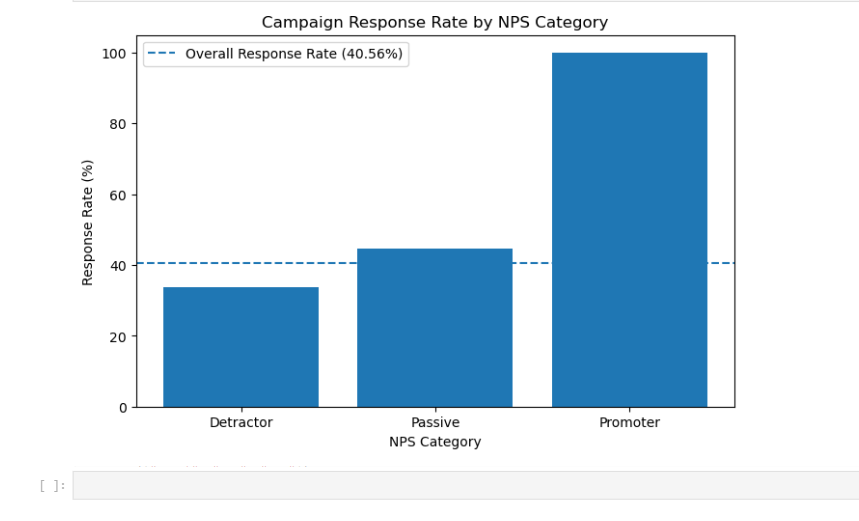 Campaign Response Rate by NPS Category
Overall Response Rate (40.56%)
100
80
60
40
20
0
Response Rate (%)
Detractor Passive Promoter
NPS Category
[ ]: